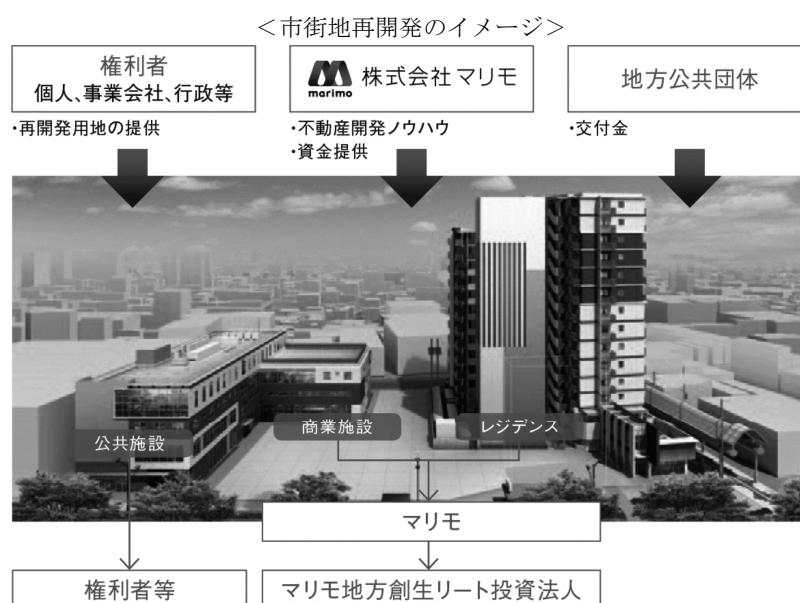 ＜市街地再開発のイメージ＞
権利者
個人、事業会社、行政等
marimo
株式会社 マリモ
地方公共団体
・再開発用地の提供
・不動産開発ノウハウ
・資金提供
・交付金
公共施設
商業施設
レジデンス
マリモ
権利者等
マリモ地方創生リート投資法人